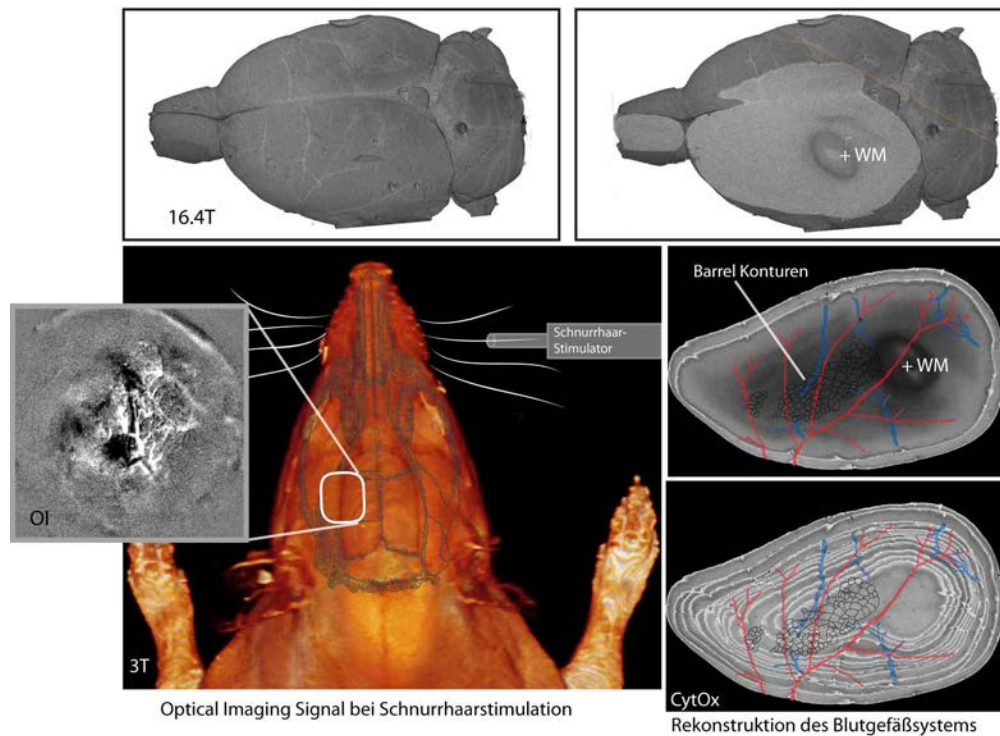 16.4T
+ WM
Barrel Konturen
Schnurrhaar-
Stimulator
+ WM
OI
3T
CytOx
Optical Imaging Signal bei Schnurrhaarstimulation
Rekonstruktion des Blutgefäßsystems